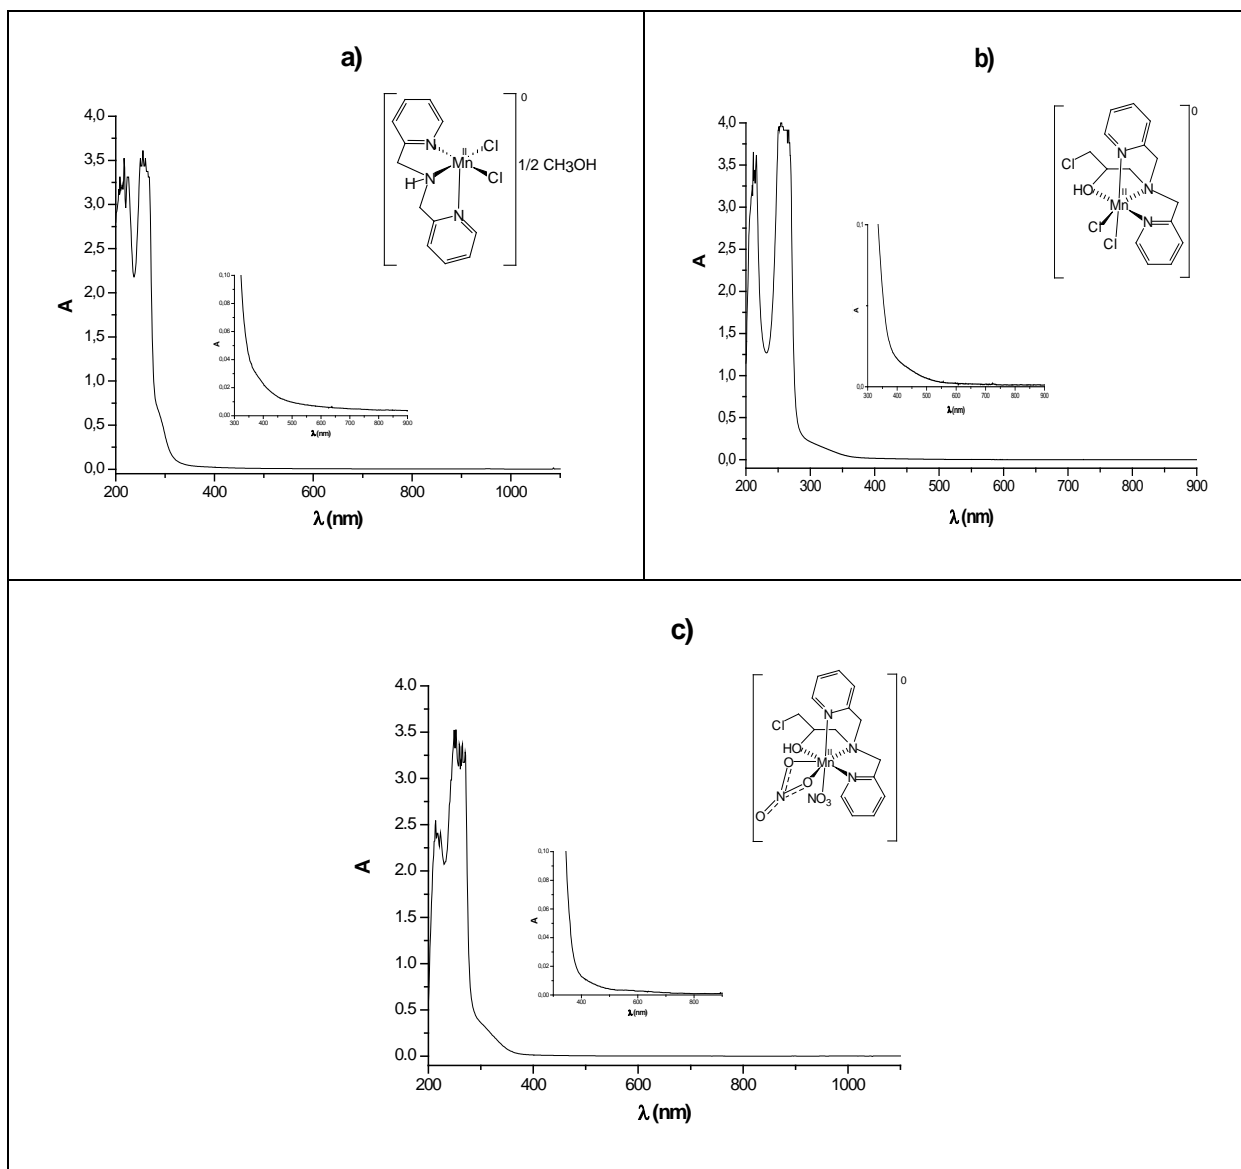 a)
4,0
3,5
3,0
2,5
2,0
1,5
1,0
0,5
0,0
A
200 400 600 800 1000
λ (nm)
0,10
0,08
0,06
0,04
0,02
0,00
A
300 400 500 600 700 800 900
λ (nm)
0
N
II
Mn
Cl
Cl
H
N
N
1/2 CH3OH
b)
4,0
3,5
3,0
2,5
2,0
1,5
1,0
0,5
0,0
A
200 300 400 500 600 700 800 900
λ (nm)
0,1
0,0
A
300 400 500 600 700 800 900
λ (nm)
0
N
Cl
HO
N
II
Mn
Cl
Cl
N
c)
4.0
3.5
3.0
2.5
2.0
1.5
1.0
0.5
0.0
A
200 400 600 800 1000
λ (nm)
0,10
0,08
0,06
0,04
0,02
0,00
A
400 600 800
λ (nm)
0
N
Cl
HO
N
II
Mn
O
O
N
O
N
NO3